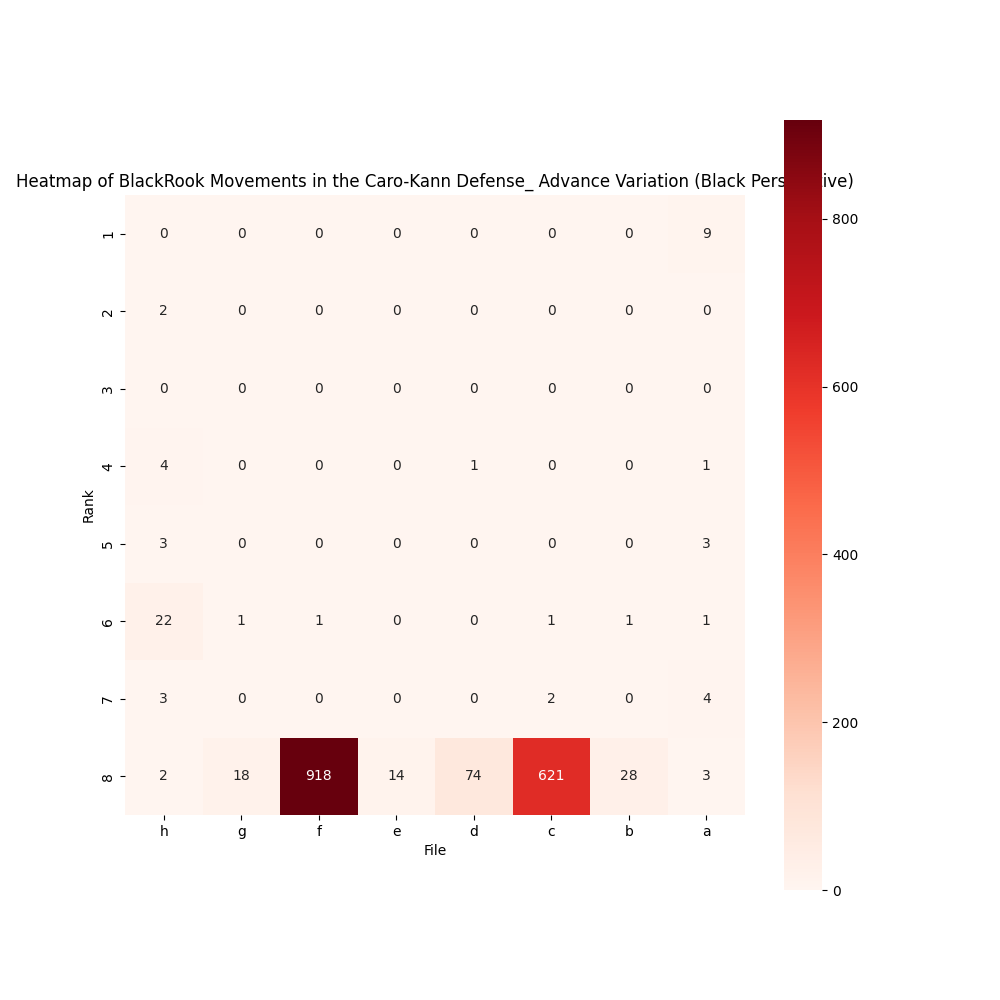 Heatmap of BlackRook Movements in the Caro-Kann Defense_ Advance Variation (Black Pers ive)
1 0 0 0 0 0 0 0 9
2 2 0 0 0 0 0 0 0
3 0 0 0 0 0 0 0 0
4 4 0 0 0 1 0 0 1
5 3 0 0 0 0 0 0 3
6 22 1 1 0 0 1 1 1
7 3 0 0 0 0 2 0 4
8 2 18 918 14 74 621 28 3
h g f e d c b a
File
Rank
800
600
400
200
0